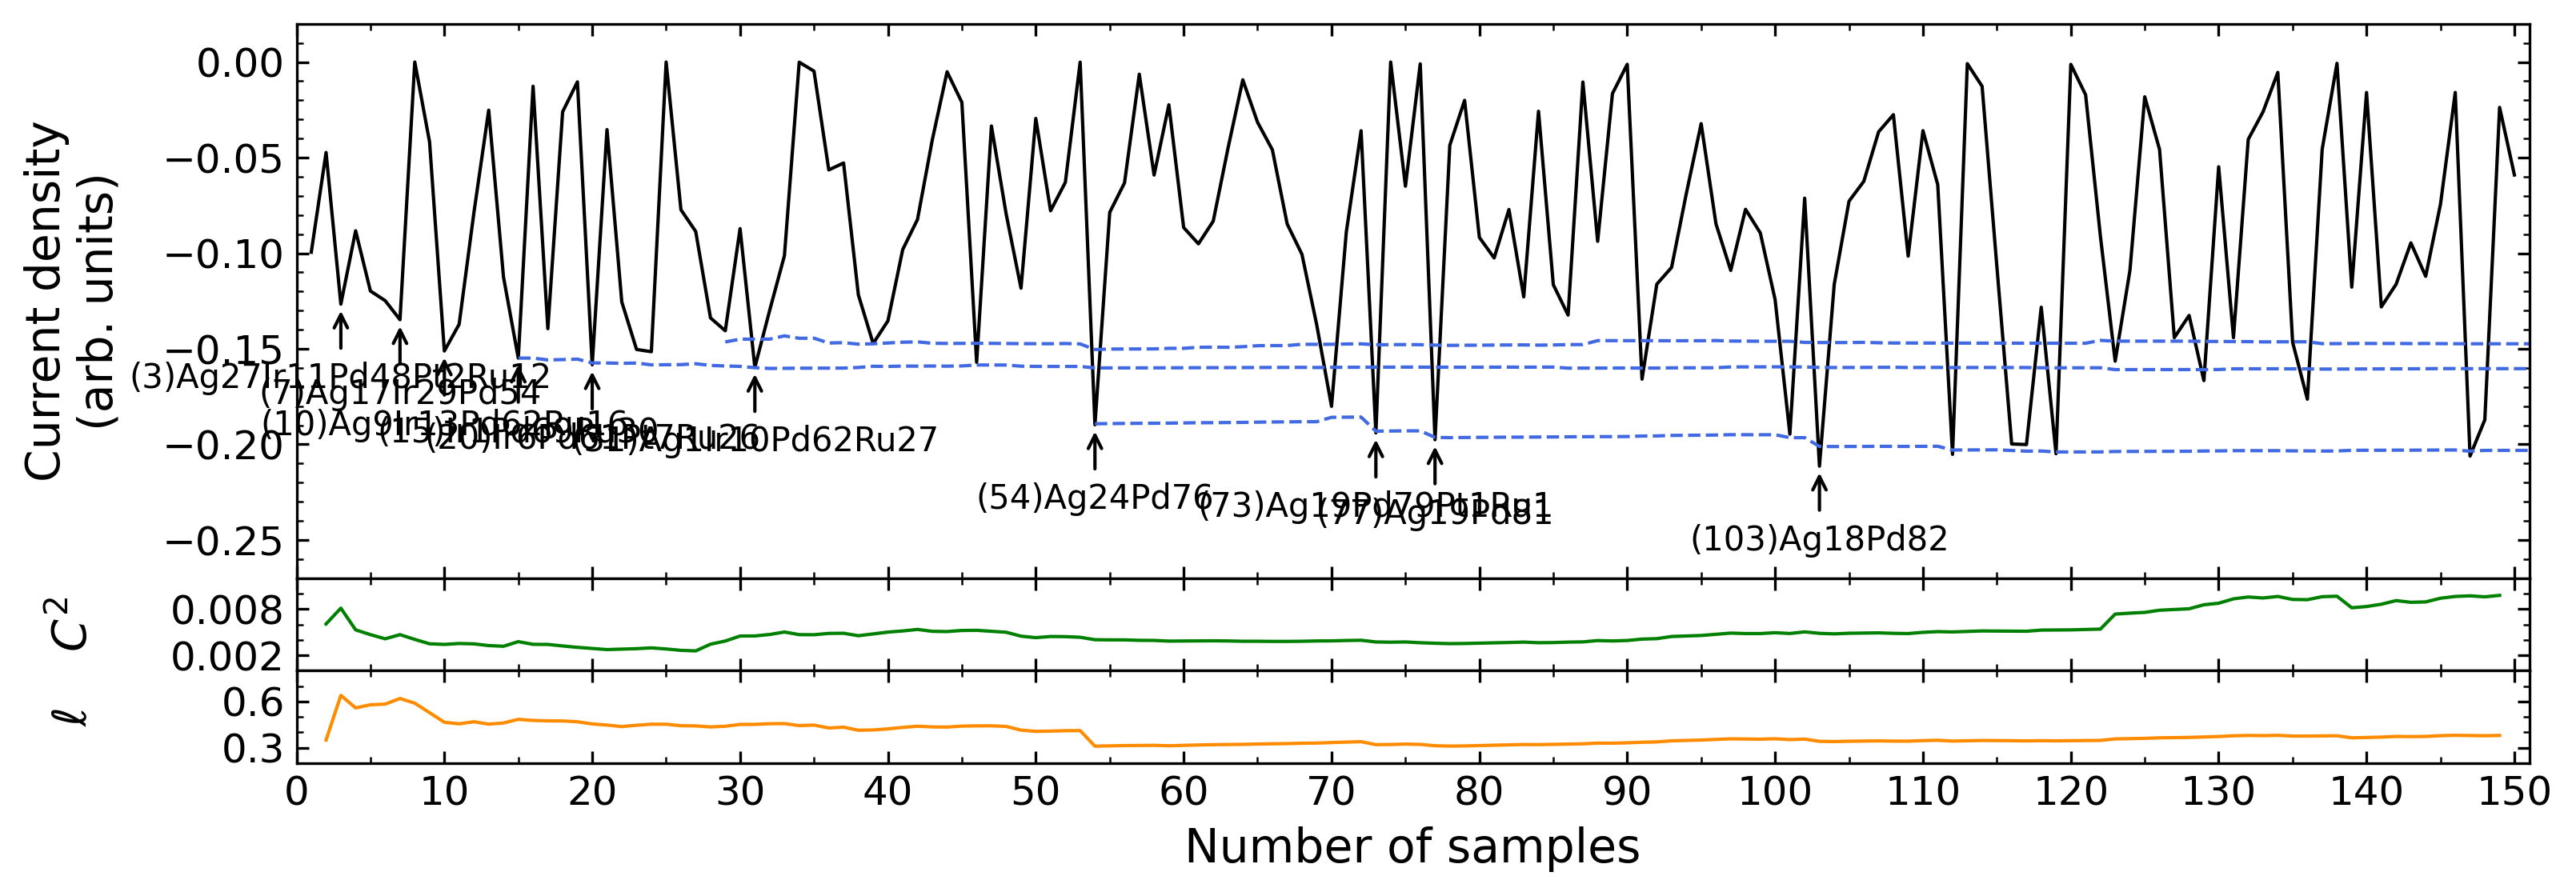 Current density
(arb. units)
0.00
−0.05
−0.10
−0.15
−0.20
−0.25
(3)Ag27Ir11Pd48Pt2Ru12
(7)Ag17Ir29Pd54
(10)Ag9Ir13Pd62Ru16
(31)Ag1Ir10Pd62Ru27
(54)Ag24Pd76
(73)Ag19Pd79Pt1Ru1
(77)Ag19Pd81
(103)Ag18Pd82
C²
0.008
0.002
ℓ
0.6
0.3
0 10 20 30 40 50 60 70 80 90 100 110 120 130 140 150
Number of samples